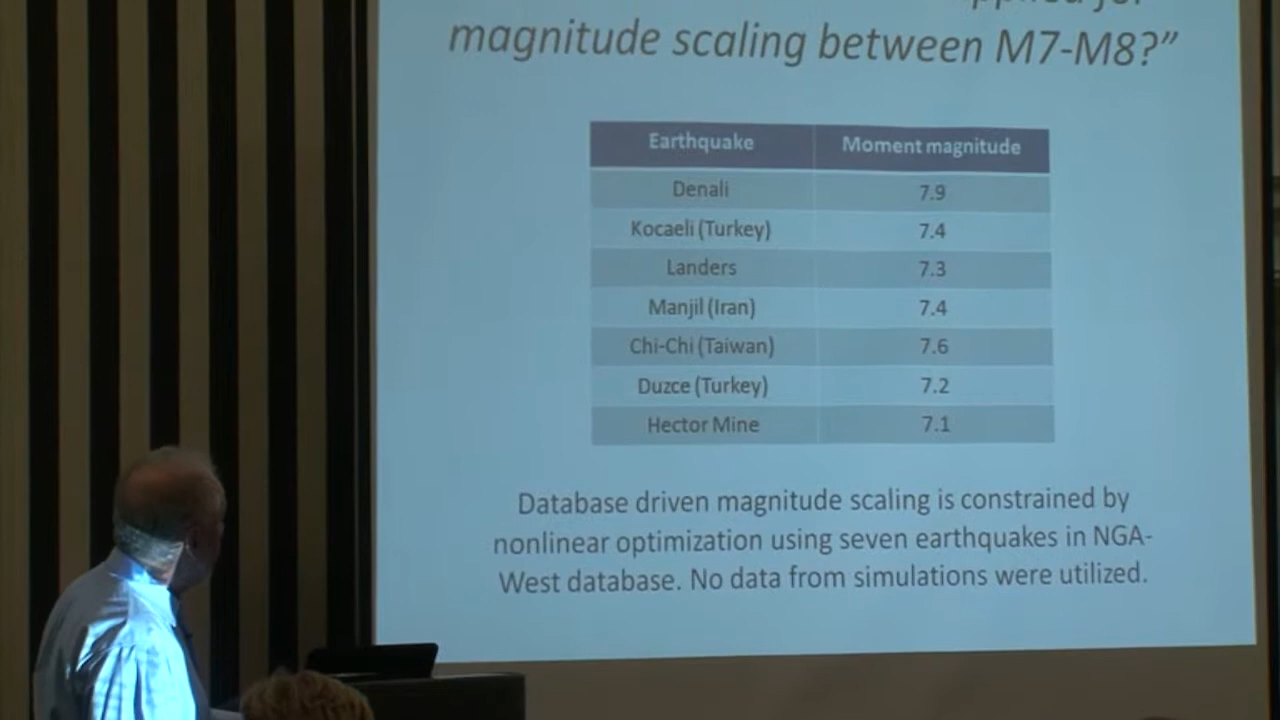 magnitude scaling between M7-M8?"
Earthquake Moment magnitude
Denali 7.9
Kocaeli (Turkey) 7.4
Landers 7.3
Manjil (Iran) 7.4
Chi-Chi (Taiwan) 7.6
Duzce (Turkey) 7.2
Hector Mine 7.1
Database driven magnitude scaling is constrained by
nonlinear optimization using seven earthquakes in NGA-
West database. No data from simulations were utilized.